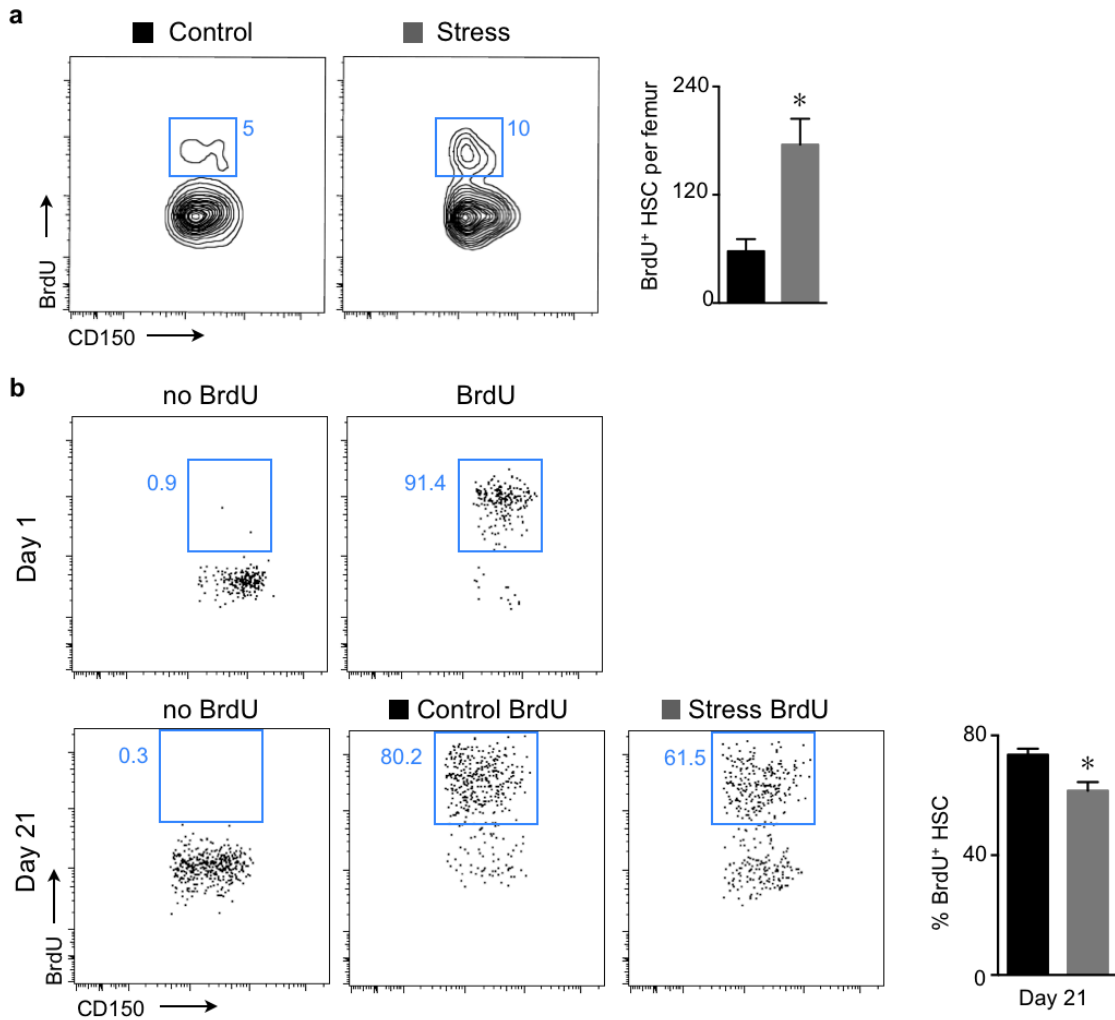 a
Control
Stress
5
10
BrdU
CD150
BrdU⁺ HSC per femur
240
120
0
*
b
no BrdU
BrdU
Day 1
0.9
91.4
no BrdU
Control BrdU
Stress BrdU
Day 21
0.3
80.2
61.5
BrdU
CD150
% BrdU⁺ HSC
80
40
0
*
Day 21